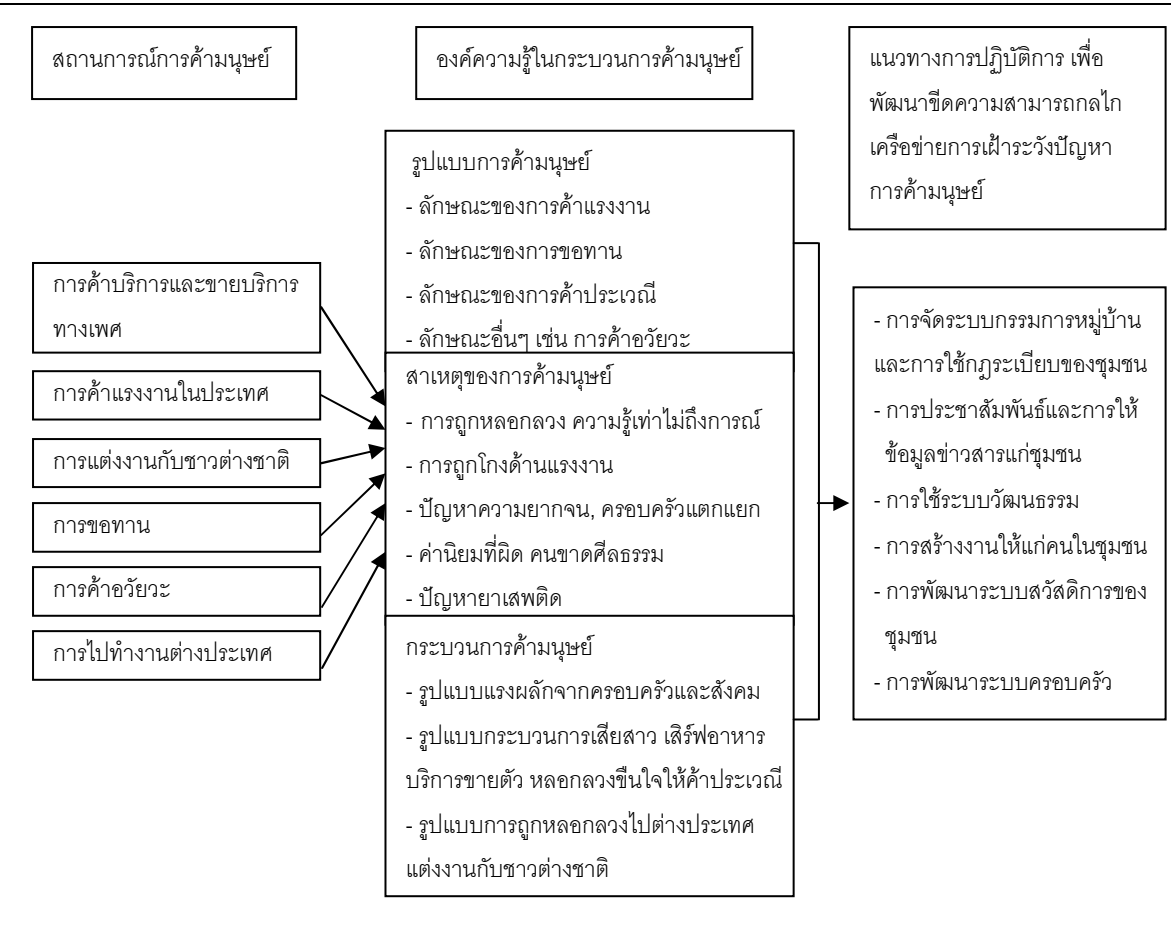 สถานการณ์การค้ามนุษย์
องค์ความรู้ในกระบวนการค้ามนุษย์
แนวทางการปฏิบัติการ เพื่อ
พัฒนาขีดความสามารถกลไก
เครือข่ายการเฝ้าระวังปัญหา
การค้ามนุษย์
การค้าบริการและขายบริการ
ทางเพศ
การค้าแรงงานในประเทศ
การแต่งงานกับชาวต่างชาติ
การขอทาน
การค้าอวัยวะ
การไปทำงานต่างประเทศ
รูปแบบการค้ามนุษย์
- ลักษณะของการค้าแรงงาน
- ลักษณะของการขอทาน
- ลักษณะของการค้าประเวณี
- ลักษณะอื่นๆ เช่น การค้าอวัยวะ
สาเหตุของการค้ามนุษย์
- การถูกหลอกลวง ความรู้เท่าไม่ถึงการณ์
- การถูกโกงด้านแรงงาน
- ปัญหาความยากจน, ครอบครัวแตกแยก
- ค่านิยมที่ผิด คนขาดศีลธรรม
- ปัญหายาเสพติด
กระบวนการค้ามนุษย์
- รูปแบบแรงผลักจากครอบครัวและสังคม
- รูปแบบกระบวนการเสียสาว เสิร์ฟอาหาร
บริการขายตัว หลอกลวงขืนใจให้ค้าประเวณี
- รูปแบบการถูกหลอกลวงไปต่างประเทศ
แต่งงานกับชาวต่างชาติ
- การจัดระบบกรรมการหมู่บ้าน
และการใช้กฎระเบียบของชุมชน
- การประชาสัมพันธ์และการให้
ข้อมูลข่าวสารแก่ชุมชน
- การใช้ระบบวัฒนธรรม
- การสร้างงานให้แก่คนในชุมชน
- การพัฒนาระบบสวัสดิการของ
ชุมชน
- การพัฒนาระบบครอบครัว